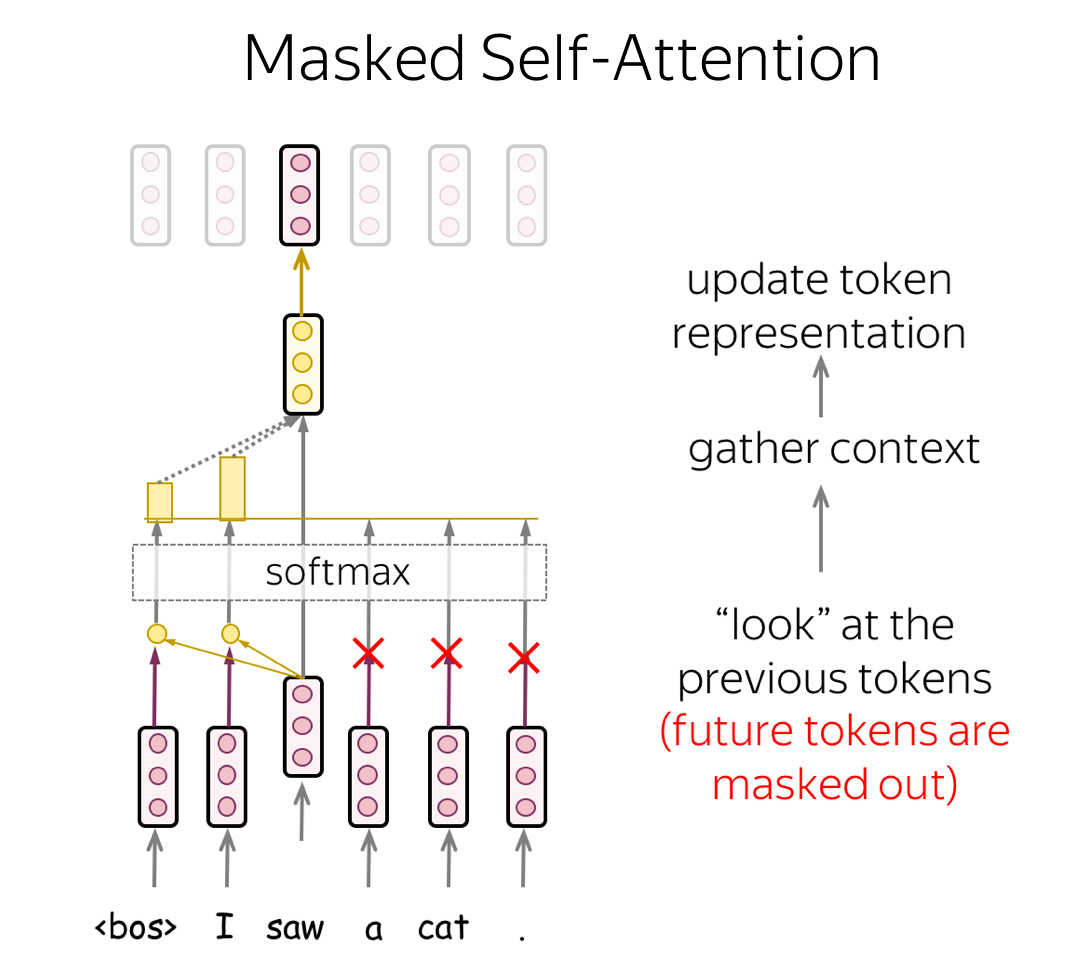 Masked Self-Attention
update token
representation
gather context
softmax
“look” at the
previous tokens
(future tokens are
masked out)
<bos> I saw a cat .